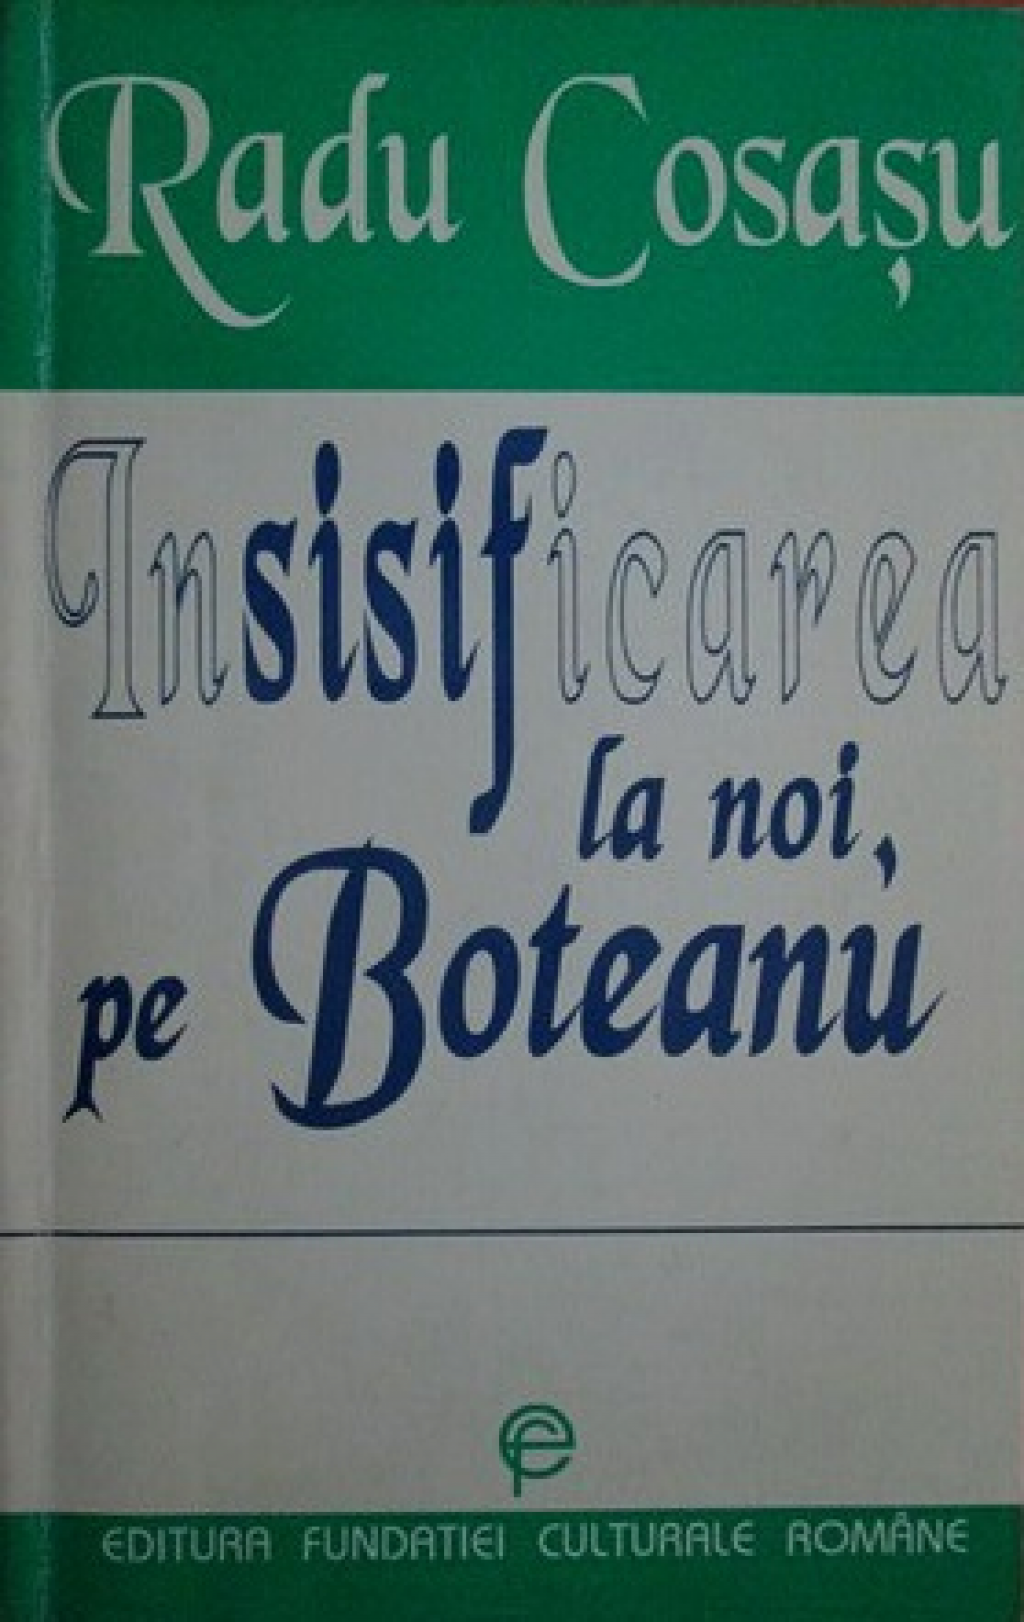 Radu Cosașu
Insisificarea
la noi,
pe Boteanu
EDITURA FUNDATIEI CULTURALE ROMÂNE